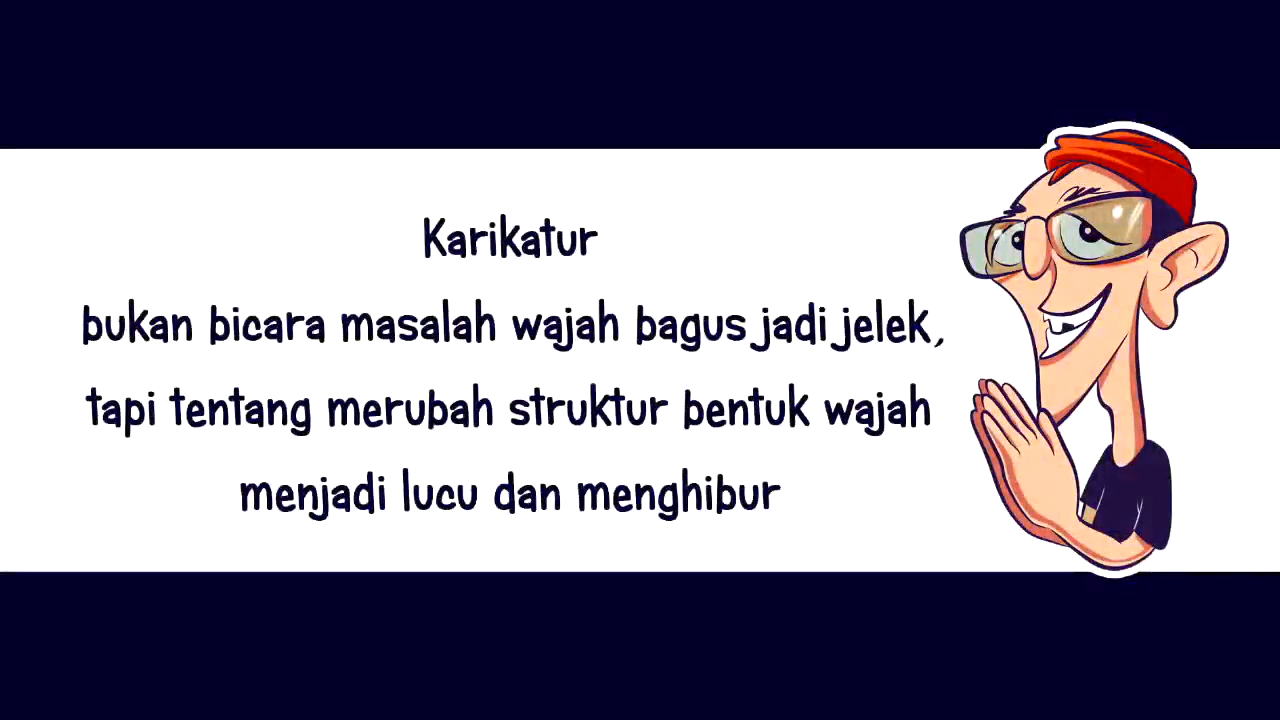 Karikatur
bukan bicara masalah wajah bagus jadi jelek,
tapi tentang merubah struktur bentuk wajah
menjadi lucu dan menghibur